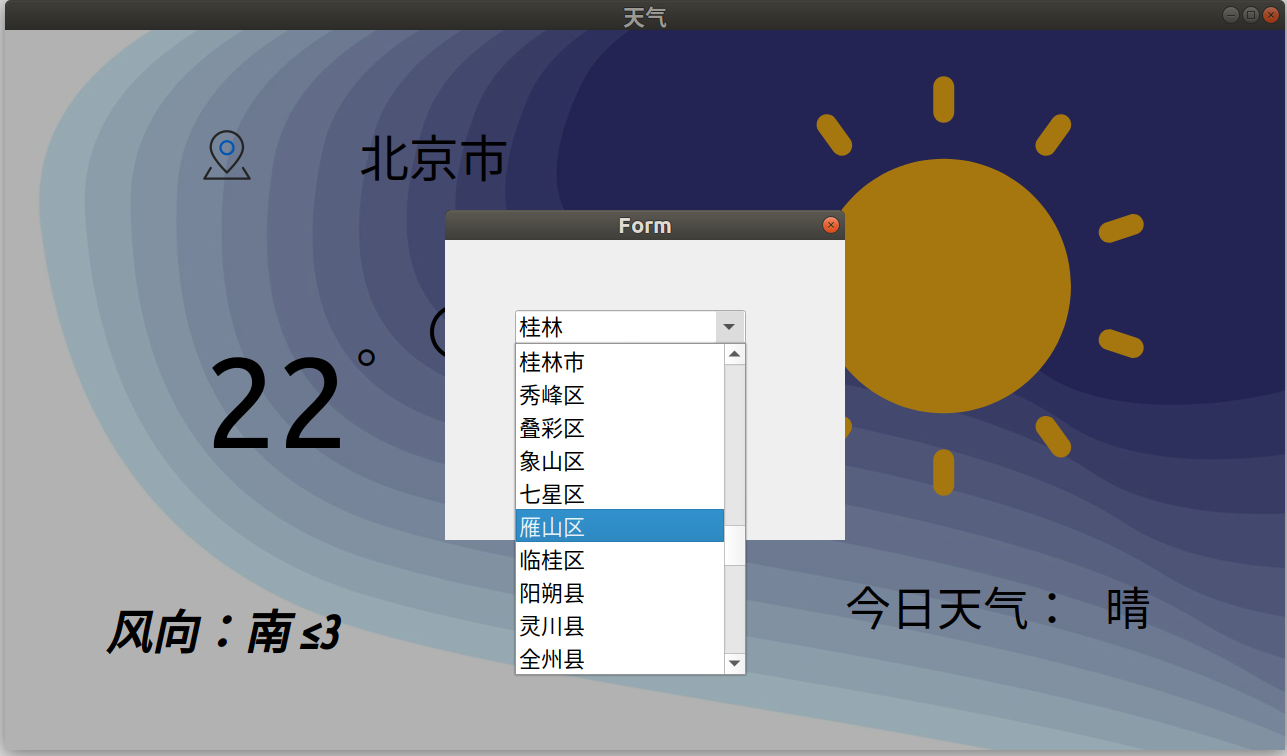 天气
北京市
Form
桂林
桂林市
秀峰区
叠彩区
象山区
七星区
雁山区
临桂区
阳朔县
灵川县
全州县
22°
风向：南 ≤3
今日天气： 晴